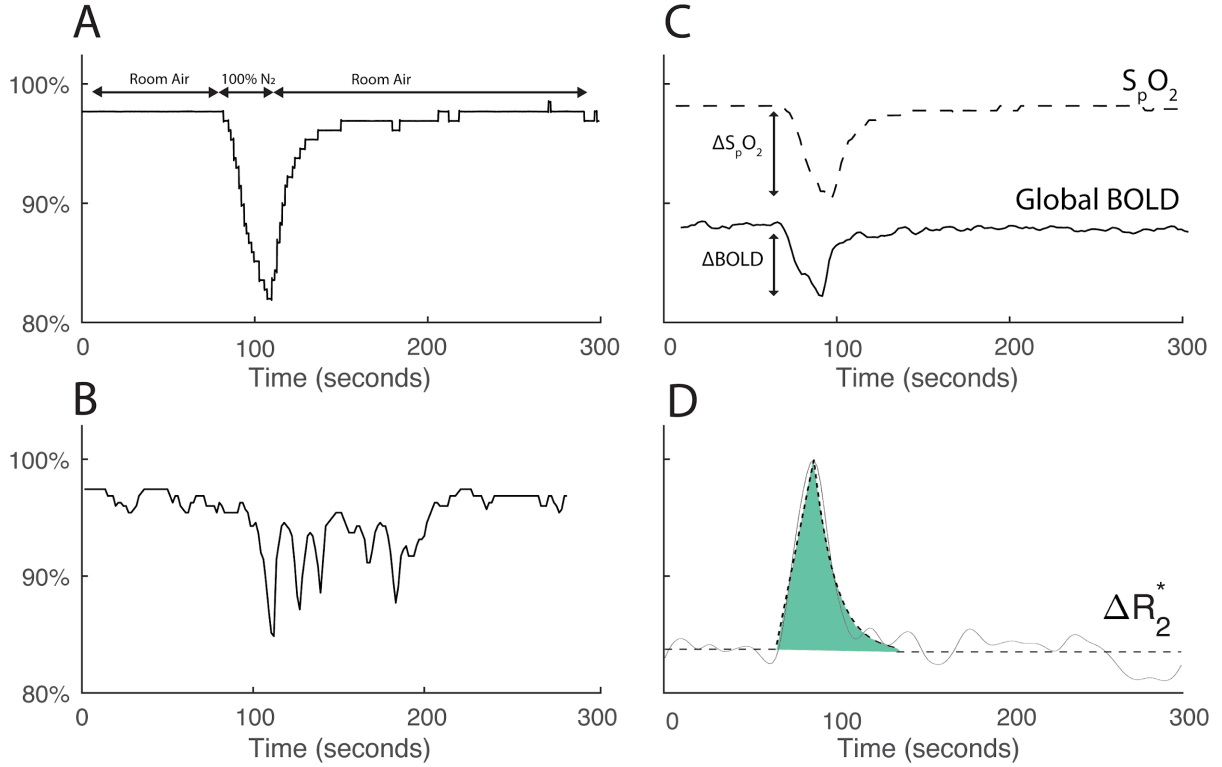 A
100%
90%
80%
Room Air
100% N₂
Room Air
0
100
200
300
Time (seconds)
B
100%
90%
80%
0
100
200
300
Time (seconds)
C
SpO2
ΔSpO2
Global BOLD
ΔBOLD
0
100
200
300
Time (seconds)
D
ΔR2*
0
100
200
300
Time (seconds)